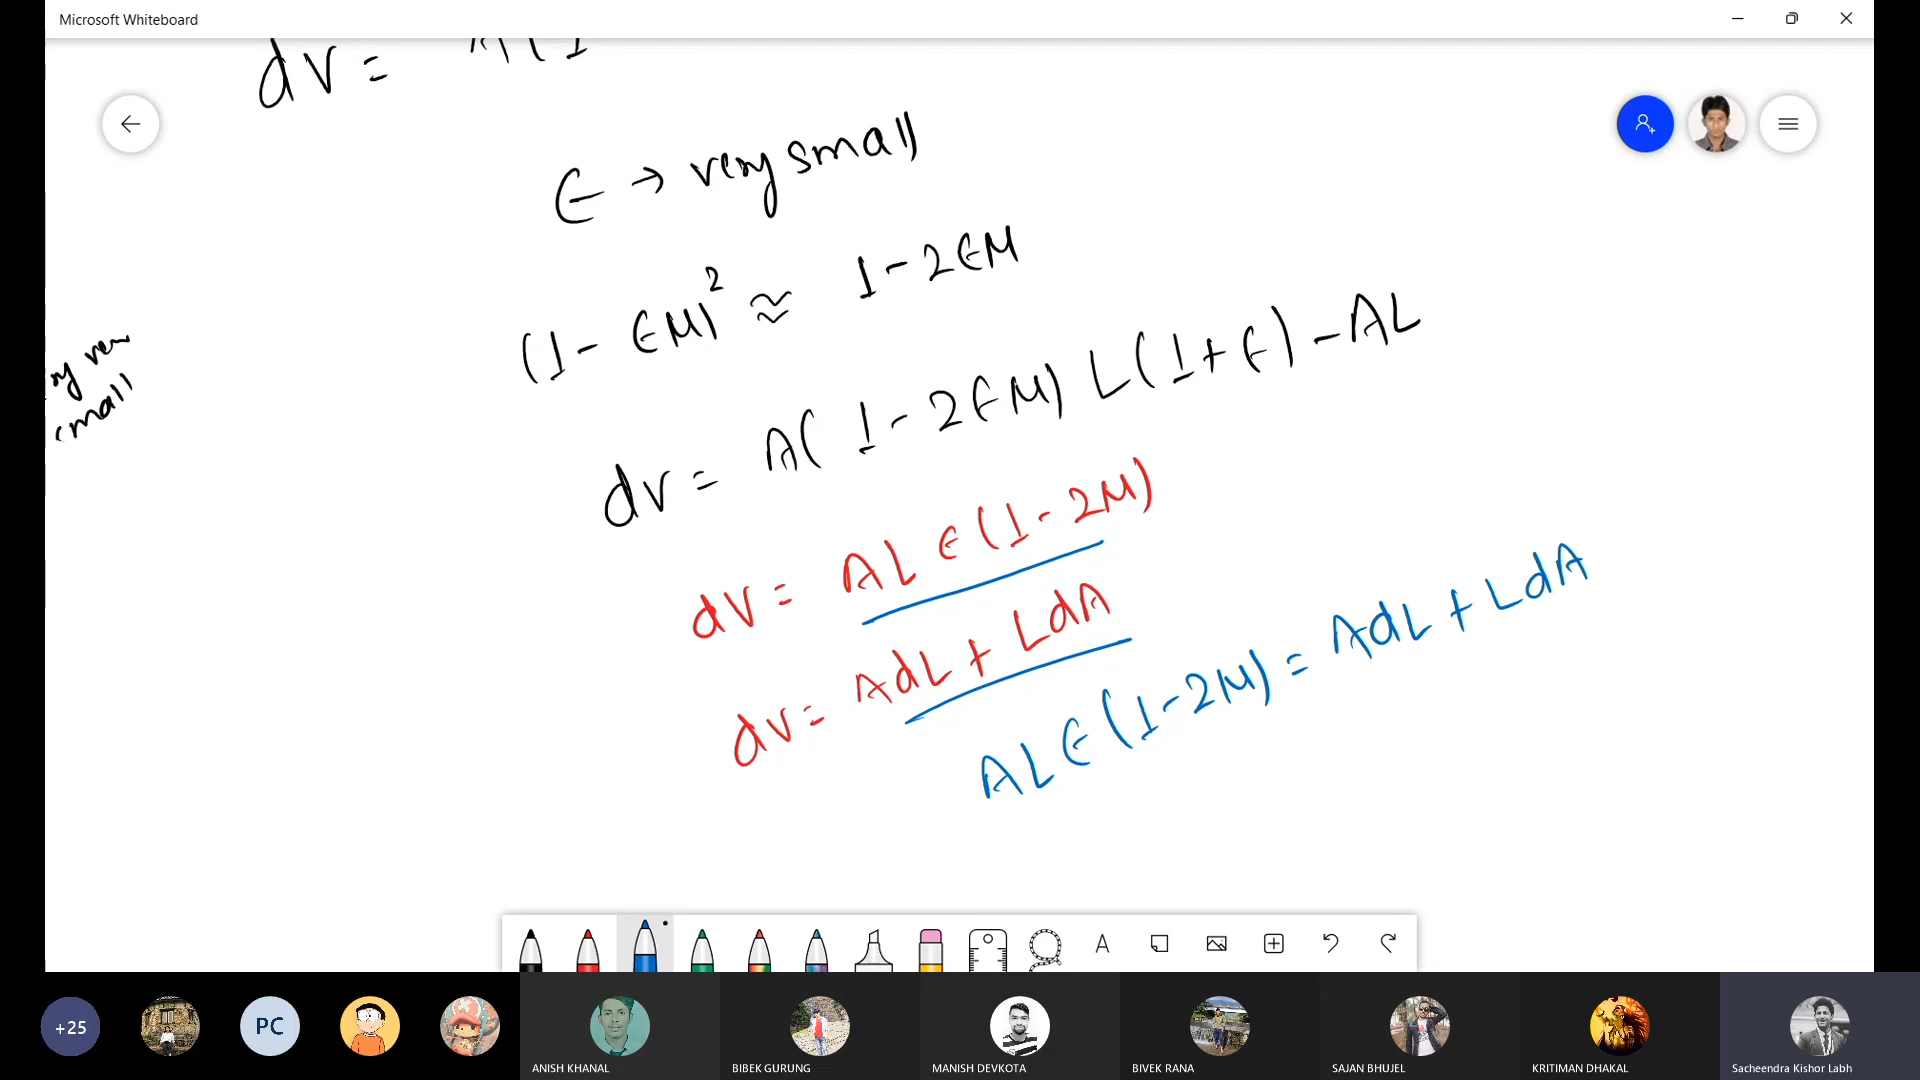 Microsoft Whiteboard
dv =
ϵ → very small
(1 - ϵμ)² ≈ 1 - 2ϵμ
small
dv = A(1 - 2ϵμ) L(1+ϵ) - AL
dv = ALϵ(1-2μ)
dv = AdL + LdA
ALϵ(1-2μ) = AdL + LdA
A
+25
PC
ANISH KHANAL
BIBEK GURUNG
MANISH DEVKOTA
BIVEK RANA
SAJAN BHUJEL
KRITIMAN DHAKAL
Sacheendra Kishor Labh